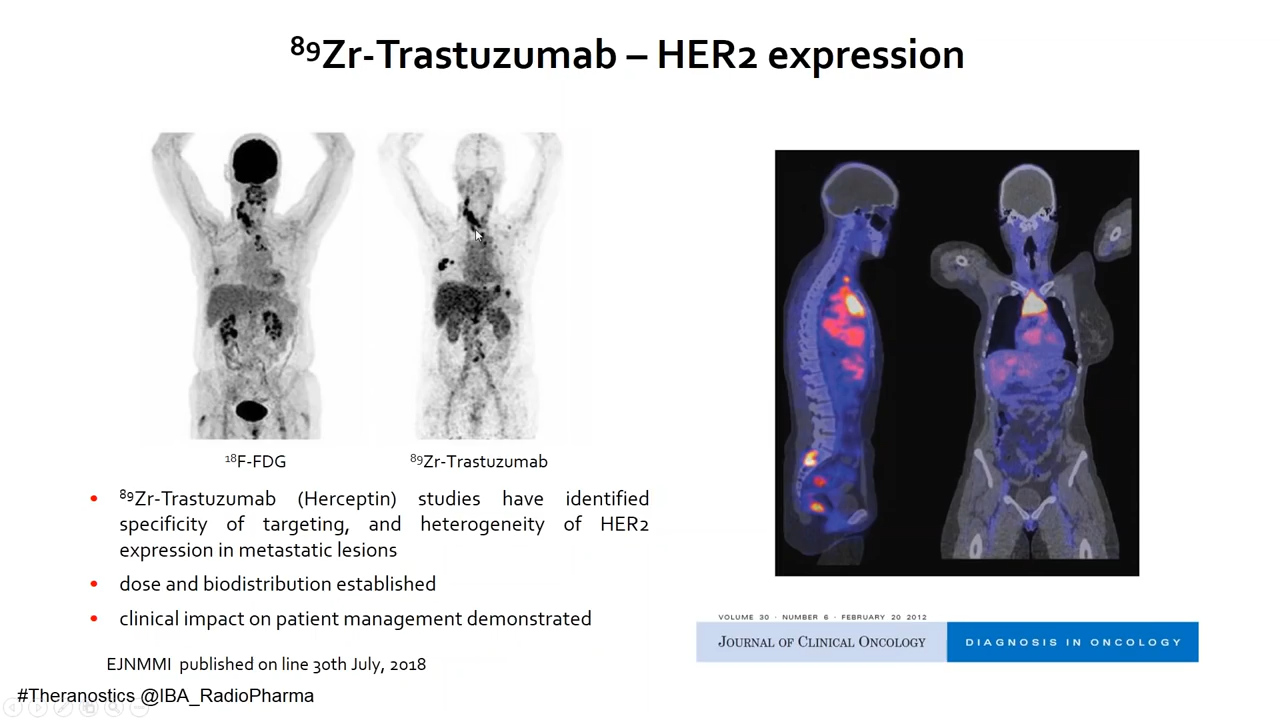 ⁸⁹Zr-Trastuzumab – HER2 expression
¹⁸F-FDG
⁸⁹Zr-Trastuzumab
• ⁸⁹Zr-Trastuzumab (Herceptin) studies have identified
specificity of targeting, and heterogeneity of HER2
expression in metastatic lesions
• dose and biodistribution established
• clinical impact on patient management demonstrated
EJNMMI published on line 30th July, 2018
VOLUME 30 · NUMBER 6 · FEBRUARY 20 2012
JOURNAL OF CLINICAL ONCOLOGY
DIAGNOSIS IN ONCOLOGY
#Theranostics @IBA_RadioPharma